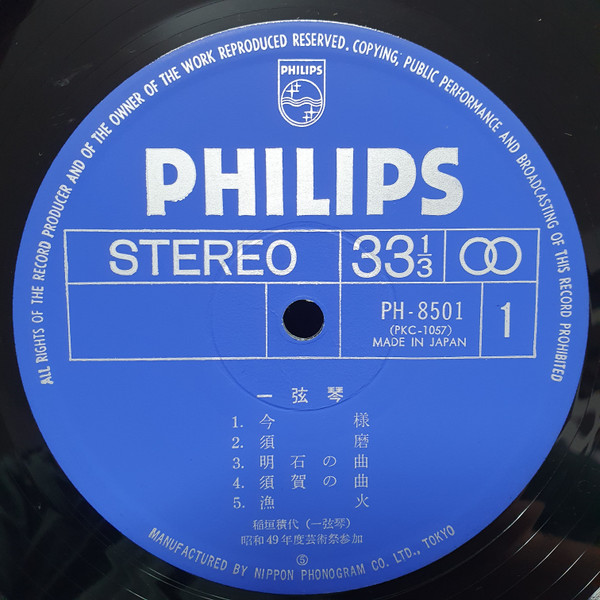 ALL RIGHTS OF THE RECORD PRODUCER AND OF THE OWNER OF THE WORK REPRODUCED RESERVED. COPYING, PUBLIC PERFORMANCE AND BROADCASTING OF THIS RECORD PROHIBITED
PHILIPS
PHILIPS
STEREO
33 1/3
PH-8501
(PKC-1057)
MADE IN JAPAN
1
一弦琴
1. 今様
2. 須磨
3. 明石の曲
4. 須賀の曲
5. 漁火
稲垣積代(一弦琴)
昭和49年度芸術祭参加
⑤
MANUFACTURED BY NIPPON PHONOGRAM CO. LTD., TOKYO